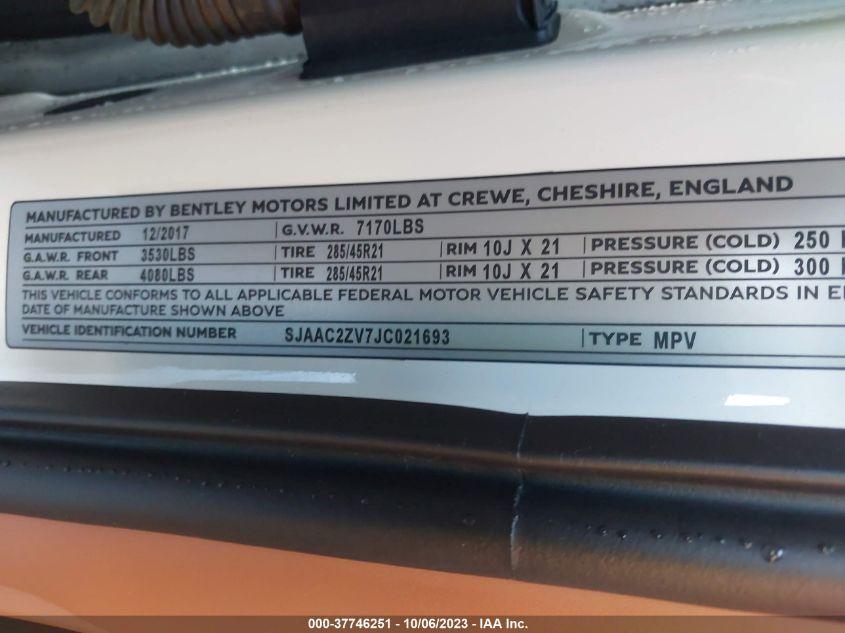 MANUFACTURED BY BENTLEY MOTORS LIMITED AT CREWE, CHESHIRE, ENGLAND
MANUFACTURED 12/2017 G.V.W.R. 7170LBS
G.A.W.R. FRONT 3530LBS TIRE 285/45R21 RIM 10J X 21 PRESSURE (COLD) 250
G.A.W.R. REAR 4080LBS TIRE 285/45R21 RIM 10J X 21 PRESSURE (COLD) 300
THIS VEHICLE CONFORMS TO ALL APPLICABLE FEDERAL MOTOR VEHICLE SAFETY STANDARDS IN
DATE OF MANUFACTURE SHOWN ABOVE
VEHICLE IDENTIFICATION NUMBER SJAAC2ZV7JC021693 TYPE MPV
000-37746251 - 10/06/2023 - IAA Inc.